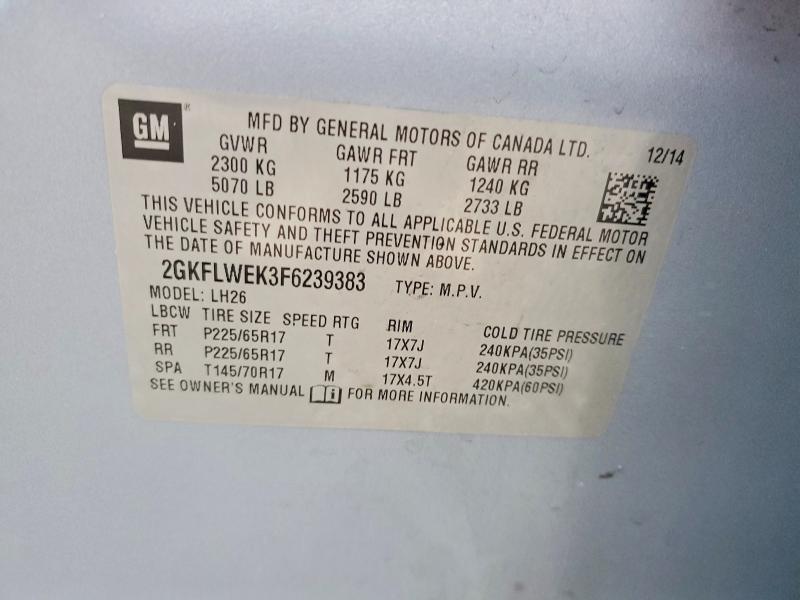 GM®
MFD BY GENERAL MOTORS OF CANADA LTD. 12/14
GVWR GAWR FRT GAWR RR
2300 KG 1175 KG 1240 KG
5070 LB 2590 LB 2733 LB
THIS VEHICLE CONFORMS TO ALL APPLICABLE U.S. FEDERAL MOTOR
VEHICLE SAFETY AND THEFT PREVENTION STANDARDS IN EFFECT ON
THE DATE OF MANUFACTURE SHOWN ABOVE.
2GKFLWEK3F6239383 TYPE: M.P.V.
MODEL: LH26
LBCW TIRE SIZE SPEED RTG RIM COLD TIRE PRESSURE
FRT P225/65R17 T 17X7J 240KPA(35PSI)
RR P225/65R17 T 17X7J 240KPA(35PSI)
SPA T145/70R17 M 17X4.5T 420KPA(60PSI)
SEE OWNER'S MANUAL i FOR MORE INFORMATION.